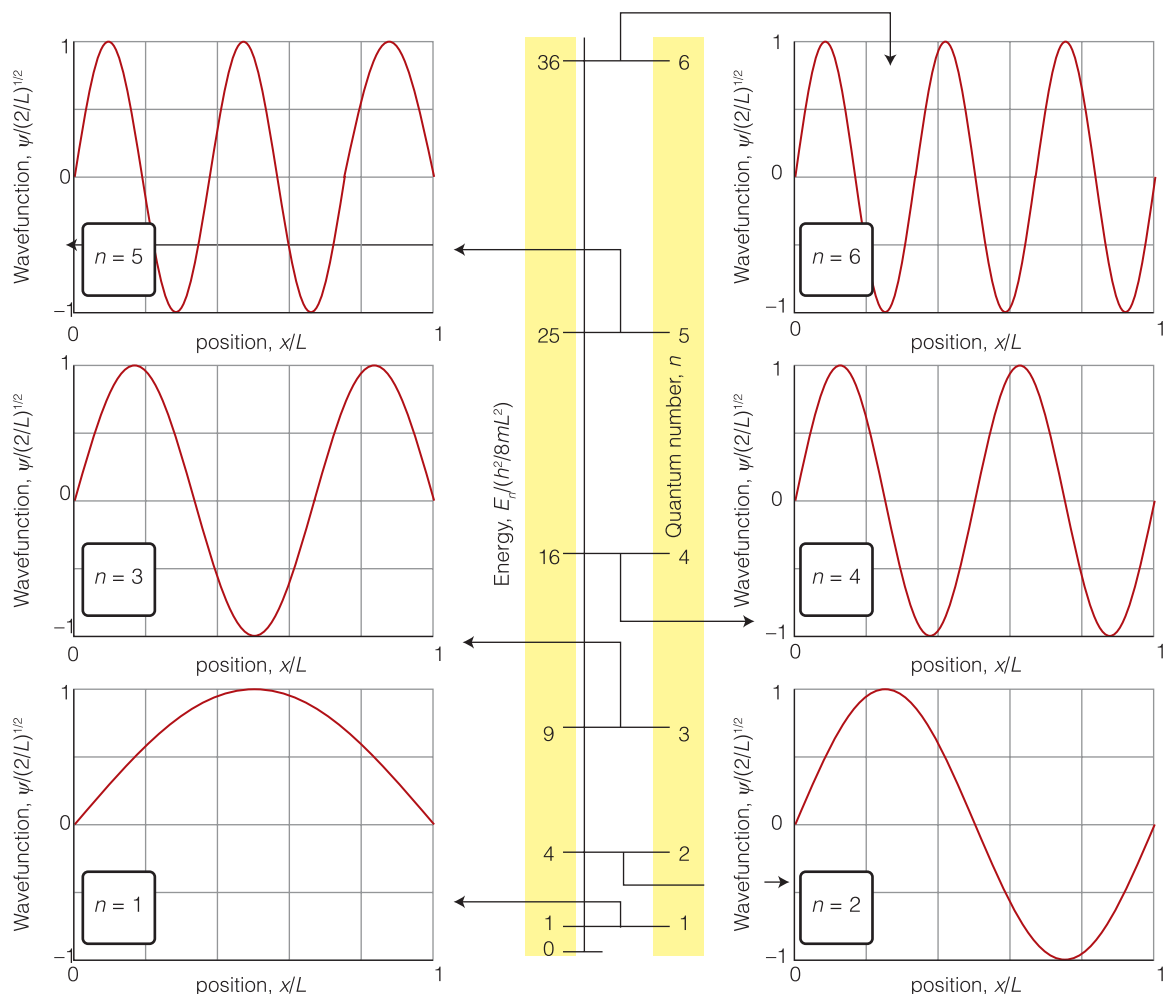 Wavefunction, ψ/(2/L)^1/2
1
0
−1
n = 5
0
1
position, x/L
Wavefunction, ψ/(2/L)^1/2
1
0
−1
n = 3
0
1
position, x/L
Wavefunction, ψ/(2/L)^1/2
1
0
−1
n = 1
0
1
position, x/L
Energy, Eₙ/(h²/8mL²)
36
25
16
9
4
1
0
Quantum number, n
6
5
4
3
2
1
Wavefunction, ψ/(2/L)^1/2
1
0
−1
n = 6
0
1
position, x/L
Wavefunction, ψ/(2/L)^1/2
1
0
−1
n = 4
0
1
position, x/L
Wavefunction, ψ/(2/L)^1/2
1
0
−1
n = 2
0
1
position, x/L